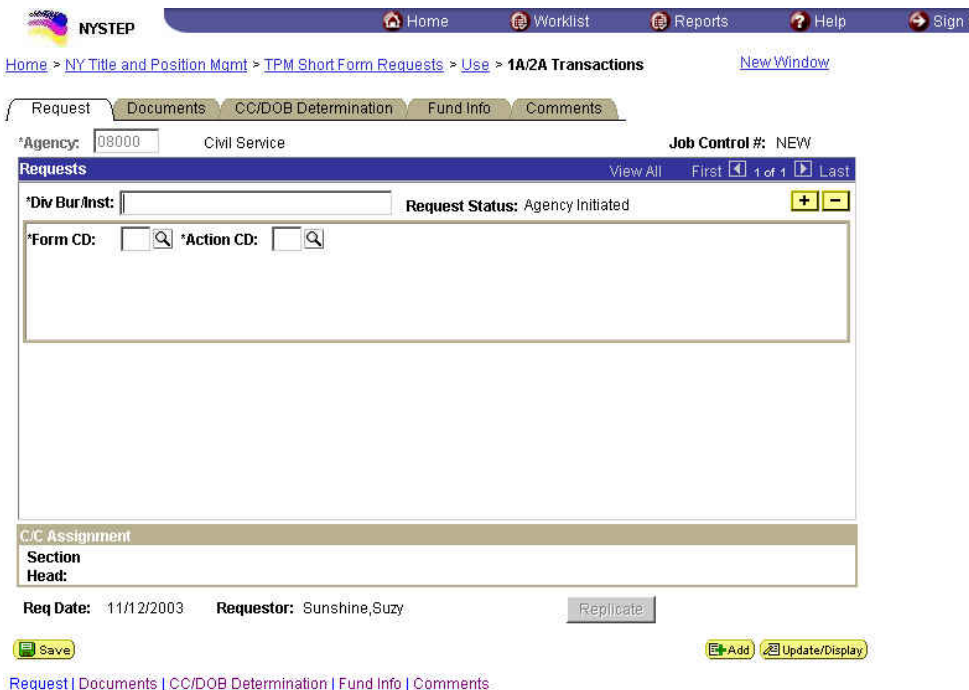 NYSTEP
Home Worklist Reports Help Sign
Home > NY Title and Position Mgmt > TPM Short Form Requests > Use > 1A/2A Transactions New Window
Request Documents CC/DOB Determination Fund Info Comments
*Agency: 08000 Civil Service Job Control #: NEW
Requests View All First 1 of 1 Last
*Div Bur/Inst: Request Status: Agency Initiated + −
*Form CD: *Action CD:
C/C Assignment
Section
Head:
Req Date: 11/12/2003 Requestor: Sunshine,Suzy Replicate
Save Add Update/Display
Request | Documents | CC/DOB Determination | Fund Info | Comments